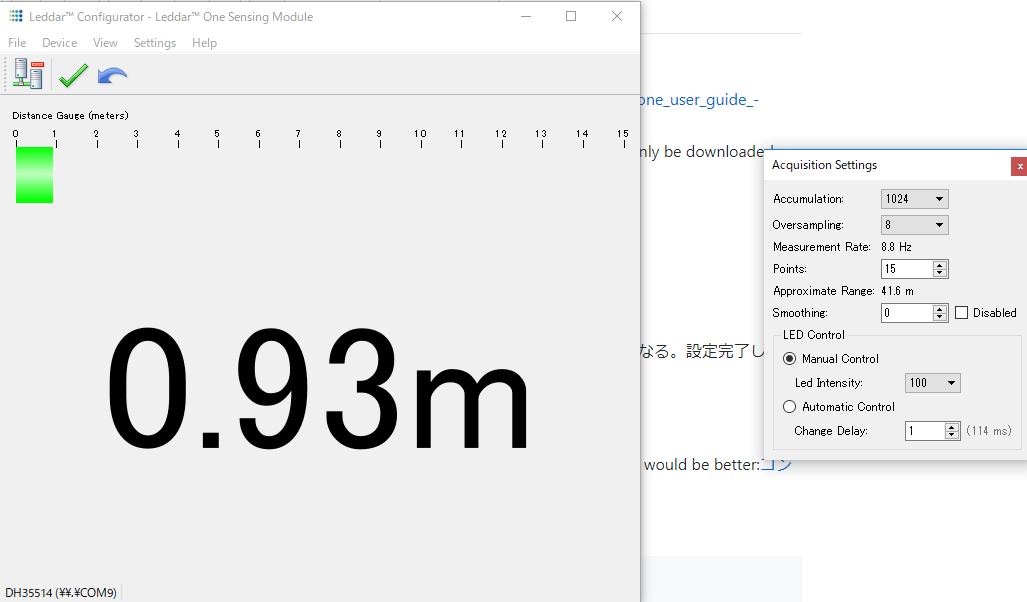 Leddar™ Configurator - Leddar™ One Sensing Module
File Device View Settings Help
Distance Gauge (meters)
0 1 2 3 4 5 6 7 8 9 10 11 12 13 14 15
0.93m
DH35514 (¥¥.¥COM9)
one_user_guide_-
nly be downloade
なる。設定完了し
would be better:コン
Acquisition Settings
x
Accumulation: 1024
Oversampling: 8
Measurement Rate: 8.8 Hz
Points: 15
Approximate Range: 41.6 m
Smoothing: 0 Disabled
LED Control
Manual Control
Led Intensity: 100
Automatic Control
Change Delay: 1 (114 ms)